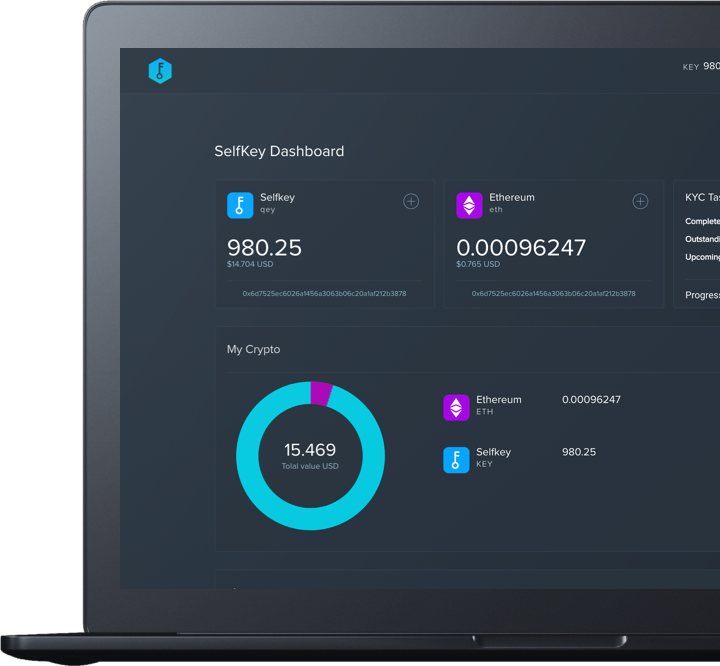 KEY 980
SelfKey Dashboard
Selfkey
qey
980.25
$14.704 USD
0x6d7525ec6026a1456a3063b06c20a1af212b3878
Ethereum
eth
0.00096247
$0.765 USD
0x6d7525ec6026a1456a3063b06c20a1af212b3878
KYC Tas
Complete
Outstandi
Upcoming
Progress
My Crypto
15.469
Total value USD
Ethereum
ETH
0.00096247
Selfkey
KEY
980.25